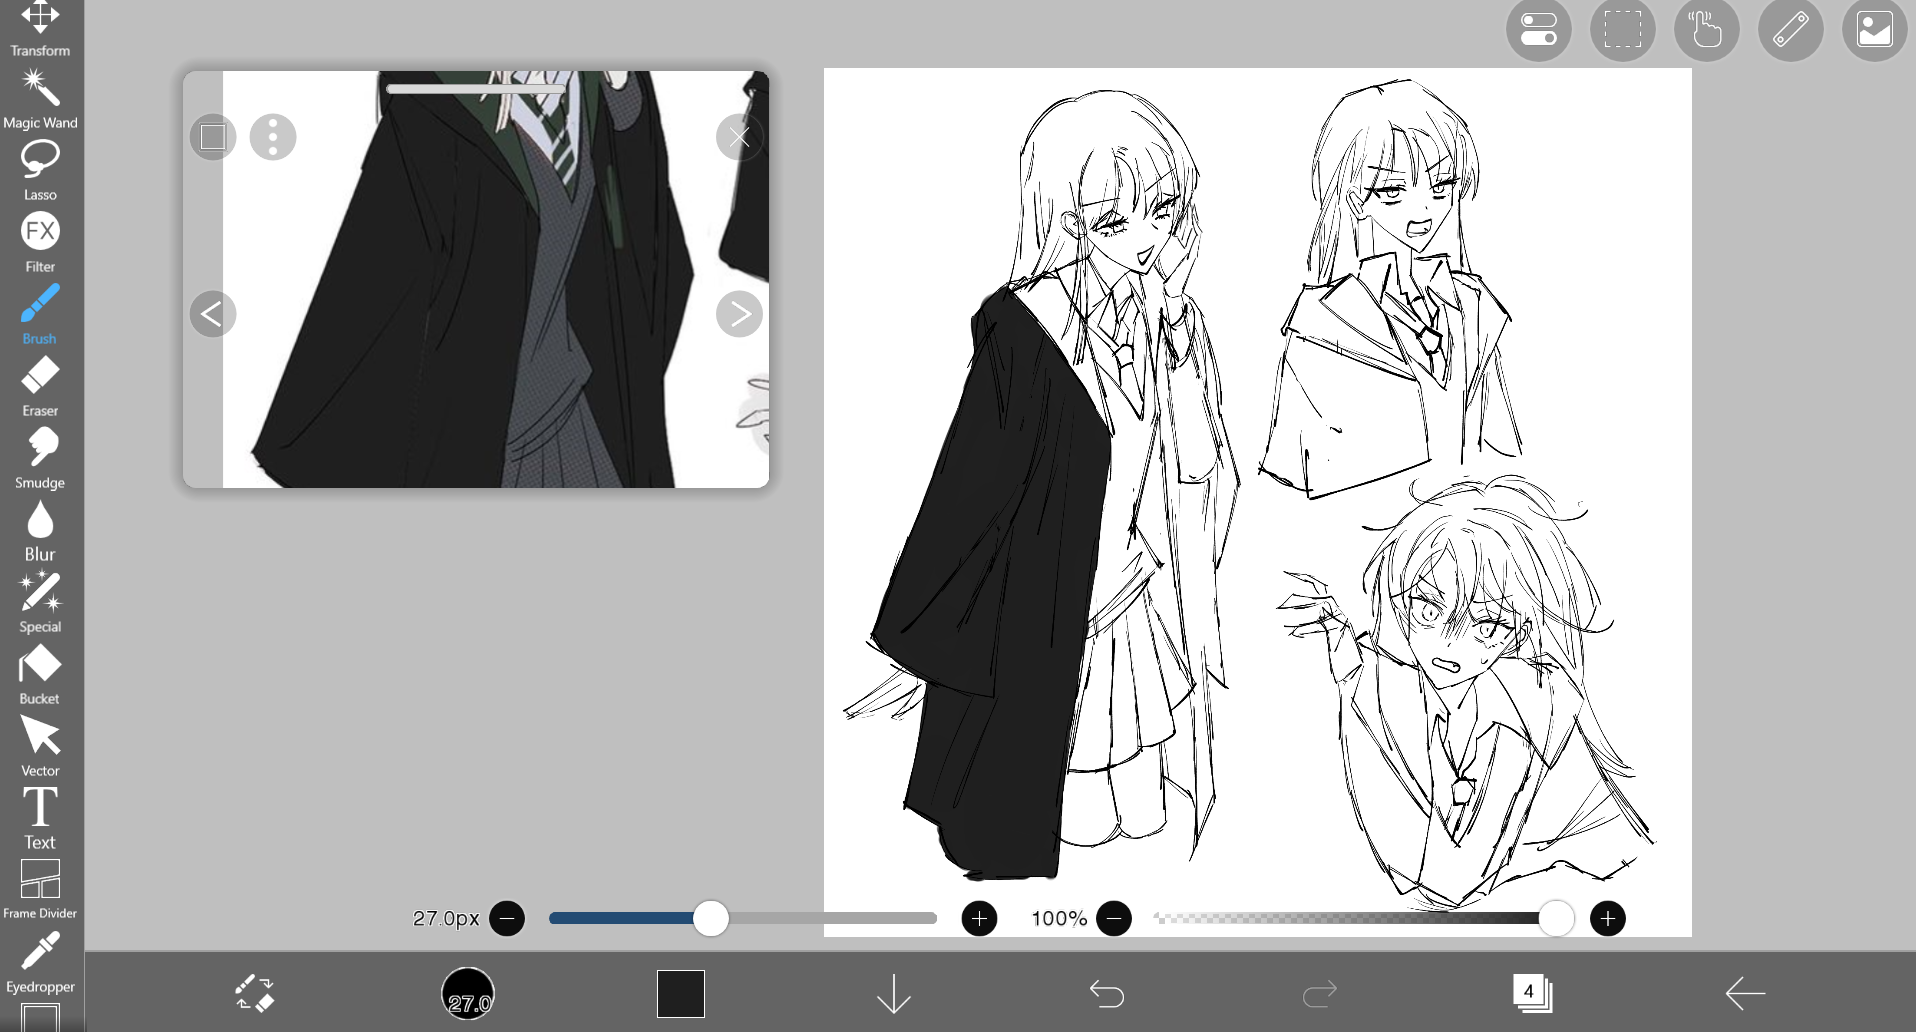 Transform
Magic Wand
Lasso
FX
Filter
Brush
Eraser
Smudge
Blur
Special
Bucket
Vector
T
Text
Frame Divider
Eyedropper
27.0px
100%
27.0
4